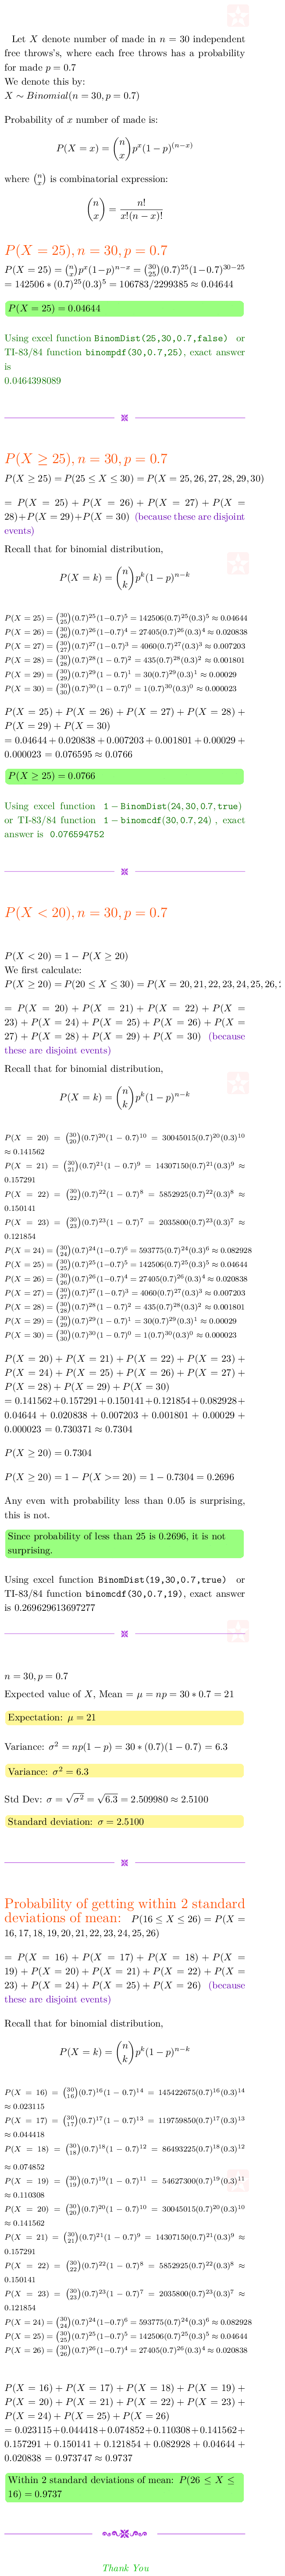 Let X denote number of made in n = 30 independent
free throws's, where each free throws has a probability
for made p = 0.7
We denote this by:
X ∼ Binomial(n = 30, p = 0.7)
Probability of x number of made is:
P(X = x) = \binom{n}{x} p^x (1 − p)^{(n−x)}
where \binom{n}{x} is combinatorial expression:
\binom{n}{x} = \frac{n!}{x!(n − x)!}
P(X = 25), n = 30, p = 0.7
P(X = 25) = \binom{n}{x} p^x (1−p)^{n−x} = \binom{30}{25} (0.7)^{25} (1−0.7)^{30−25}
= 142506 ∗ (0.7)^{25} (0.3)^5 = 106783/2299385 ≈ 0.04644
P(X = 25) = 0.04644
Using excel function BinomDist(25,30,0.7,false) or
TI-83/84 function binompdf(30,0.7,25), exact answer
is
0.0464398089
P(X ≥ 25), n = 30, p = 0.7
P(X ≥ 25) = P(25 ≤ X ≤ 30) = P(X = 25, 26, 27, 28, 29, 30)
= P(X = 25) + P(X = 26) + P(X = 27) + P(X =
28)+P(X = 29)+P(X = 30) (because these are disjoint
events)
Recall that for binomial distribution,
P(X = k) = \binom{n}{k} p^k (1 − p)^{n−k}
P(X = 25) = \binom{30}{25} (0.7)^{25} (1−0.7)^5 = 142506(0.7)^{25} (0.3)^5 ≈ 0.04644
P(X = 26) = \binom{30}{26} (0.7)^{26} (1−0.7)^4 = 27405(0.7)^{26} (0.3)^4 ≈ 0.020838
P(X = 27) = \binom{30}{27} (0.7)^{27} (1−0.7)^3 = 4060(0.7)^{27} (0.3)^3 ≈ 0.007203
P(X = 28) = \binom{30}{28} (0.7)^{28} (1 − 0.7)^2 = 435(0.7)^{28} (0.3)^2 ≈ 0.001801
P(X = 29) = \binom{30}{29} (0.7)^{29} (1 − 0.7)^1 = 30(0.7)^{29} (0.3)^1 ≈ 0.00029
P(X = 30) = \binom{30}{30} (0.7)^{30} (1 − 0.7)^0 = 1(0.7)^{30} (0.3)^0 ≈ 0.000023
P(X = 25) + P(X = 26) + P(X = 27) + P(X = 28) +
P(X = 29) + P(X = 30)
= 0.04644 + 0.020838 + 0.007203 + 0.001801 + 0.00029 +
0.000023 = 0.076595 ≈ 0.0766
P(X ≥ 25) = 0.0766
Using excel function 1 − BinomDist(24, 30, 0.7, true)
or TI-83/84 function 1 − binomcdf(30, 0.7, 24) , exact
answer is 0.076594752
P(X < 20), n = 30, p = 0.7
P(X < 20) = 1 − P(X ≥ 20)
We first calculate:
P(X ≥ 20) = P(20 ≤ X ≤ 30) = P(X = 20, 21, 22, 23, 24, 25, 26,
= P(X = 20) + P(X = 21) + P(X = 22) + P(X =
23) + P(X = 24) + P(X = 25) + P(X = 26) + P(X =
27) + P(X = 28) + P(X = 29) + P(X = 30) (because
these are disjoint events)
Recall that for binomial distribution,
P(X = k) = \binom{n}{k} p^k (1 − p)^{n−k}
P(X = 20) = \binom{30}{20} (0.7)^{20} (1 − 0.7)^{10} = 30045015(0.7)^{20} (0.3)^{10}
≈ 0.141562
P(X = 21) = \binom{30}{21} (0.7)^{21} (1 − 0.7)^9 = 14307150(0.7)^{21} (0.3)^9 ≈
0.157291
P(X = 22) = \binom{30}{22} (0.7)^{22} (1 − 0.7)^8 = 5852925(0.7)^{22} (0.3)^8 ≈
0.150141
P(X = 23) = \binom{30}{23} (0.7)^{23} (1 − 0.7)^7 = 2035800(0.7)^{23} (0.3)^7 ≈
0.121854
P(X = 24) = \binom{30}{24} (0.7)^{24} (1−0.7)^6 = 593775(0.7)^{24} (0.3)^6 ≈ 0.082928
P(X = 25) = \binom{30}{25} (0.7)^{25} (1−0.7)^5 = 142506(0.7)^{25} (0.3)^5 ≈ 0.04644
P(X = 26) = \binom{30}{26} (0.7)^{26} (1−0.7)^4 = 27405(0.7)^{26} (0.3)^4 ≈ 0.020838
P(X = 27) = \binom{30}{27} (0.7)^{27} (1−0.7)^3 = 4060(0.7)^{27} (0.3)^3 ≈ 0.007203
P(X = 28) = \binom{30}{28} (0.7)^{28} (1 − 0.7)^2 = 435(0.7)^{28} (0.3)^2 ≈ 0.001801
P(X = 29) = \binom{30}{29} (0.7)^{29} (1 − 0.7)^1 = 30(0.7)^{29} (0.3)^1 ≈ 0.00029
P(X = 30) = \binom{30}{30} (0.7)^{30} (1 − 0.7)^0 = 1(0.7)^{30} (0.3)^0 ≈ 0.000023
P(X = 20) + P(X = 21) + P(X = 22) + P(X = 23) +
P(X = 24) + P(X = 25) + P(X = 26) + P(X = 27) +
P(X = 28) + P(X = 29) + P(X = 30)
= 0.141562+0.157291+0.150141+0.121854+0.082928+
0.04644 + 0.020838 + 0.007203 + 0.001801 + 0.00029 +
0.000023 = 0.730371 ≈ 0.7304
P(X ≥ 20) = 0.7304
P(X ≥ 20) = 1 − P(X >= 20) = 1 − 0.7304 = 0.2696
Any even with probability less than 0.05 is surprising,
this is not.
Since probability of less than 25 is 0.2696, it is not
surprising.
Using excel function BinomDist(19,30,0.7,true) or
TI-83/84 function binomcdf(30,0.7,19), exact answer
is 0.269629613697277
n = 30, p = 0.7
Expected value of X, Mean = μ = np = 30 ∗ 0.7 = 21
Expectation: μ = 21
Variance: σ^2 = np(1 − p) = 30 ∗ (0.7)(1 − 0.7) = 6.3
Variance: σ^2 = 6.3
Std Dev: σ = √σ^2 = √6.3 = 2.509980 ≈ 2.5100
Standard deviation: σ = 2.5100
Probability of getting within 2 standard
deviations of mean: P(16 ≤ X ≤ 26) = P(X =
16, 17, 18, 19, 20, 21, 22, 23, 24, 25, 26)
= P(X = 16) + P(X = 17) + P(X = 18) + P(X =
19) + P(X = 20) + P(X = 21) + P(X = 22) + P(X =
23) + P(X = 24) + P(X = 25) + P(X = 26) (because
these are disjoint events)
Recall that for binomial distribution,
P(X = k) = \binom{n}{k} p^k (1 − p)^{n−k}
P(X = 16) = \binom{30}{16} (0.7)^{16} (1 − 0.7)^{14} = 145422675(0.7)^{16} (0.3)^{14}
≈ 0.023115
P(X = 17) = \binom{30}{17} (0.7)^{17} (1 − 0.7)^{13} = 119759850(0.7)^{17} (0.3)^{13}
≈ 0.044418
P(X = 18) = \binom{30}{18} (0.7)^{18} (1 − 0.7)^{12} = 86493225(0.7)^{18} (0.3)^{12}
≈ 0.074852
P(X = 19) = \binom{30}{19} (0.7)^{19} (1 − 0.7)^{11} = 54627300(0.7)^{19} (0.3)^{11}
≈ 0.110308
P(X = 20) = \binom{30}{20} (0.7)^{20} (1 − 0.7)^{10} = 30045015(0.7)^{20} (0.3)^{10}
≈ 0.141562
P(X = 21) = \binom{30}{21} (0.7)^{21} (1 − 0.7)^9 = 14307150(0.7)^{21} (0.3)^9 ≈
0.157291
P(X = 22) = \binom{30}{22} (0.7)^{22} (1 − 0.7)^8 = 5852925(0.7)^{22} (0.3)^8 ≈
0.150141
P(X = 23) = \binom{30}{23} (0.7)^{23} (1 − 0.7)^7 = 2035800(0.7)^{23} (0.3)^7 ≈
0.121854
P(X = 24) = \binom{30}{24} (0.7)^{24} (1−0.7)^6 = 593775(0.7)^{24} (0.3)^6 ≈ 0.082928
P(X = 25) = \binom{30}{25} (0.7)^{25} (1−0.7)^5 = 142506(0.7)^{25} (0.3)^5 ≈ 0.04644
P(X = 26) = \binom{30}{26} (0.7)^{26} (1−0.7)^4 = 27405(0.7)^{26} (0.3)^4 ≈ 0.020838
P(X = 16) + P(X = 17) + P(X = 18) + P(X = 19) +
P(X = 20) + P(X = 21) + P(X = 22) + P(X = 23) +
P(X = 24) + P(X = 25) + P(X = 26)
= 0.023115+0.044418+0.074852+0.110308+0.141562+
0.157291 + 0.150141 + 0.121854 + 0.082928 + 0.04644 +
0.020838 = 0.973747 ≈ 0.9737
Within 2 standard deviations of mean: P(26 ≤ X ≤
16) = 0.9737
Thank You